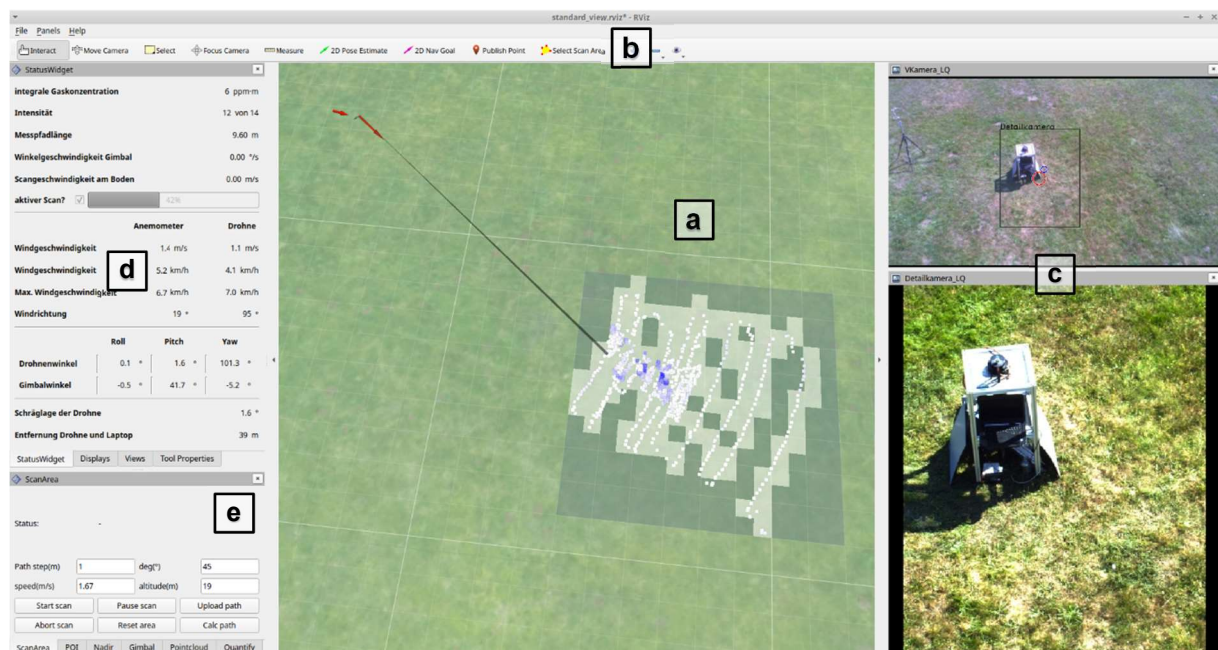 standard_view.rviz* - RViz
File Panels Help
Interact Move Camera Select Focus Camera Measure 2D Pose Estimate 2D Nav Goal Publish Point Select Scan Area
b
StatusWidget
integrale Gaskonzentration 6 ppm·m
Intensität 12 von 14
Messpfadlänge 9.60 m
Winkelgeschwindigkeit Gimbal 0.00 °/s
Scangeschwindigkeit am Boden 0.00 m/s
aktiver Scan? 42%
Anemometer Drohne
Windgeschwindigkeit 1.4 m/s 1.1 m/s
Windgeschwindigkeit 5.2 km/h 4.1 km/h
Max. Windgeschwindigkeit 6.7 km/h 7.0 km/h
Windrichtung 19 ° 95 °
d
Roll Pitch Yaw
Drohnenwinkel 0.1 ° 1.6 ° 101.3 °
Gimbalwinkel -0.5 ° 41.7 ° -5.2 °
Schräglage der Drohne 1.6 °
Entfernung Drohne und Laptop 39 m
StatusWidget Displays Views Tool Properties
ScanArea
e
Status: -
Path step(m) 1 deg(°) 45
speed(m/s) 1.67 altitude(m) 19
Start scan Pause scan Upload path
Abort scan Reset area Calc path
ScanArea POI Nadir Gimbal Pointcloud Quantify
a
VKamera_LQ
Detailkamera
c
Detailkamera_LQ